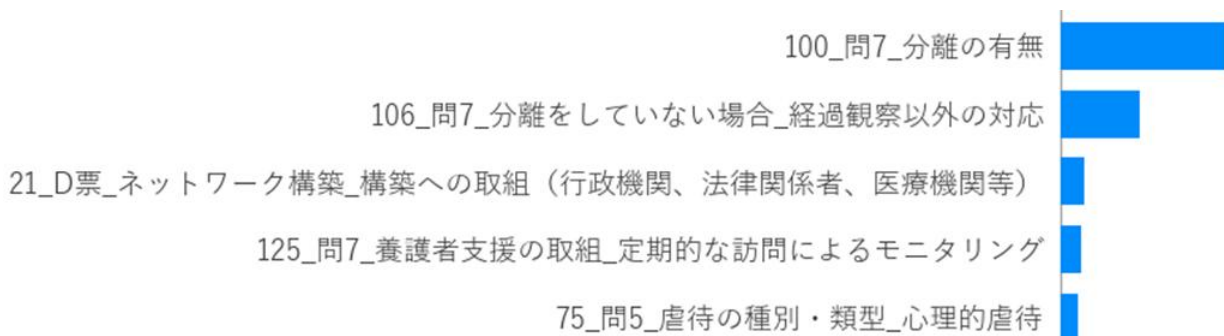 100_問7_分離の有無
106_問7_分離をしていない場合_経過観察以外の対応
21_D票_ネットワーク構築_構築への取組（行政機関、法律関係者、医療機関等）
125_問7_養護者支援の取組_定期的な訪問によるモニタリング
75_問5_虐待の種別・類型_心理的虐待